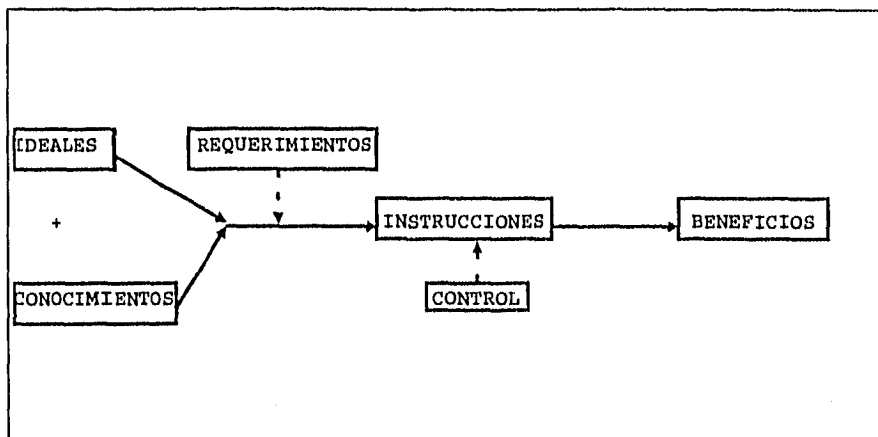 IDEALES
REQUERIMIENTOS
+
INSTRUCCIONES
BENEFICIOS
CONOCIMIENTOS
CONTROL